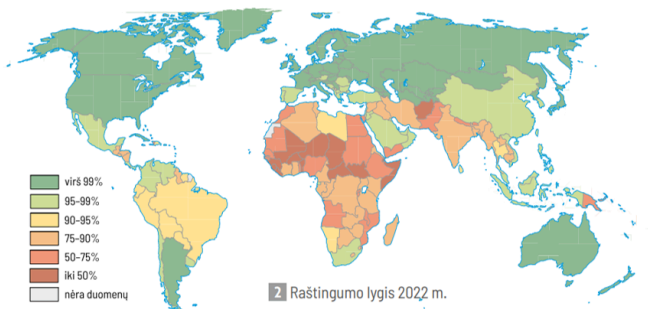 virš 99%
95-99%
90-95%
75-90%
50-75%
iki 50%
nėra duomenų
2 Raštingumo lygis 2022 m.